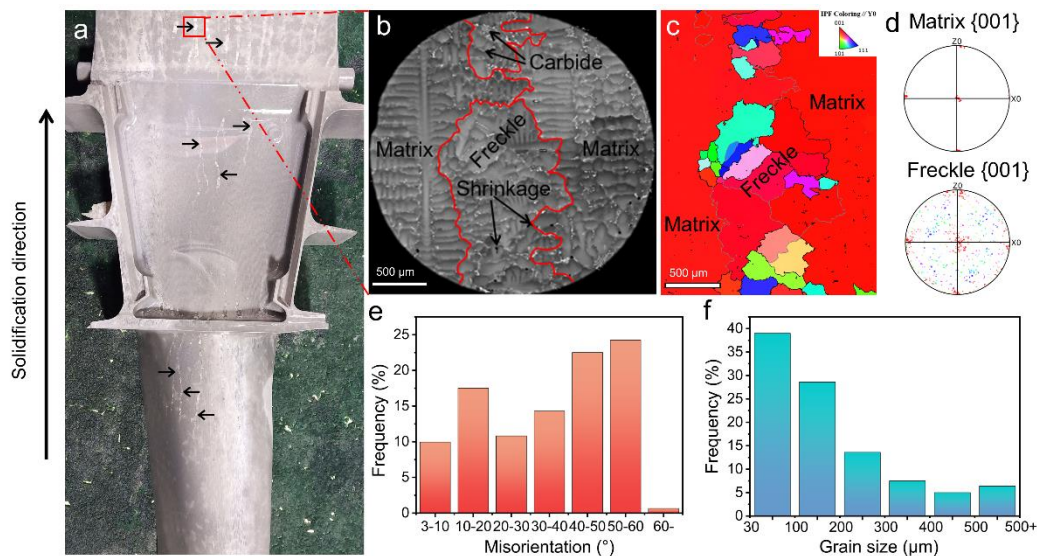 Solidification direction
a
b
Carbide
Matrix
Freckle
Matrix
Shrinkage
500 µm
c
IPF Coloring // Y0
001
101
111
Matrix
Freckle
Matrix
500 µm
d
Matrix {001}
Z0
X0
Freckle {001}
Z0
X0
e
Frequency (%)
25
20
15
10
5
0
3-10 10-20 20-30 30-40 40-50 50-60 60-
Misorientation (°)
f
Frequency (%)
40
35
30
25
20
15
10
5
0
30 100 200 300 400 500 500+
Grain size (µm)